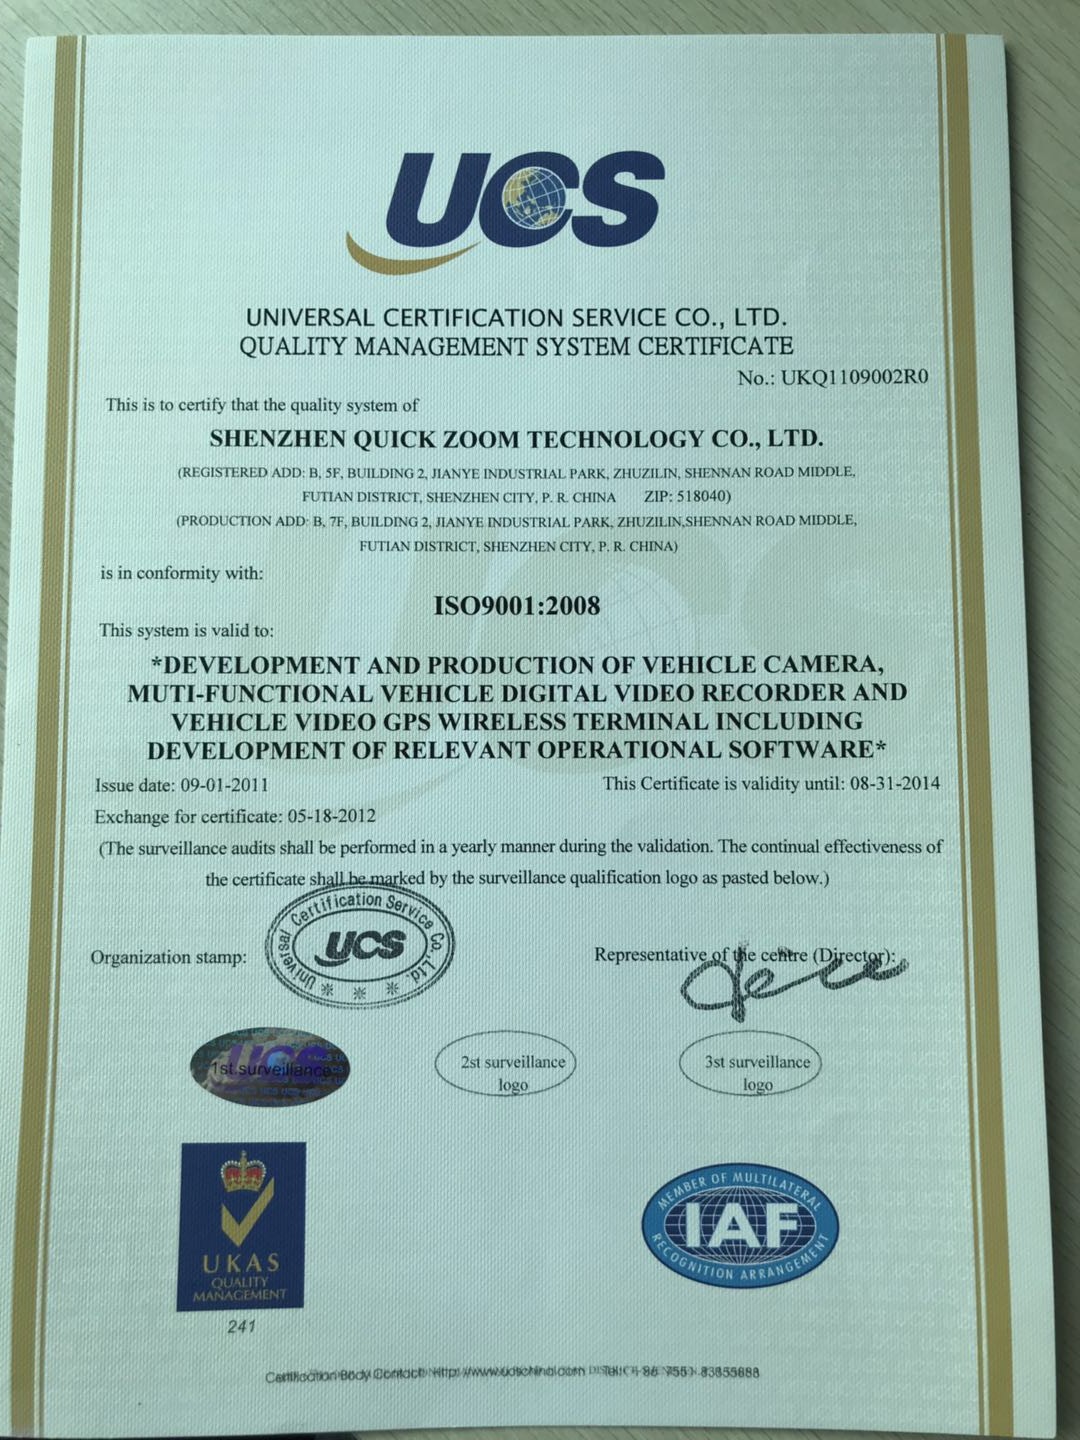 UCS
UNIVERSAL CERTIFICATION SERVICE CO., LTD.
QUALITY MANAGEMENT SYSTEM CERTIFICATE
No.: UKQ1109002R0
This is to certify that the quality system of
SHENZHEN QUICK ZOOM TECHNOLOGY CO., LTD.
(REGISTERED ADD: B, 5F, BUILDING 2, JIANYE INDUSTRIAL PARK, ZHUZILIN, SHENNAN ROAD MIDDLE,
FUTIAN DISTRICT, SHENZHEN CITY, P. R. CHINA ZIP: 518040)
(PRODUCTION ADD: B, 7F, BUILDING 2, JIANYE INDUSTRIAL PARK, ZHUZILIN,SHENNAN ROAD MIDDLE,
FUTIAN DISTRICT, SHENZHEN CITY, P. R. CHINA)
is in conformity with:
ISO9001:2008
This system is valid to:
*DEVELOPMENT AND PRODUCTION OF VEHICLE CAMERA,
MUTI-FUNCTIONAL VEHICLE DIGITAL VIDEO RECORDER AND
VEHICLE VIDEO GPS WIRELESS TERMINAL INCLUDING
DEVELOPMENT OF RELEVANT OPERATIONAL SOFTWARE*
Issue date: 09-01-2011 This Certificate is validity until: 08-31-2014
Exchange for certificate: 05-18-2012
(The surveillance audits shall be performed in a yearly manner during the validation. The continual effectiveness of
the certificate shall be marked by the surveillance qualification logo as pasted below.)
Organization stamp: Representative of the centre (Director):
Universal Certification Service Co.,Ltd.
UCS
* * *
UCS
1st surveillance
2st surveillance
logo
3st surveillance
logo
UKAS
QUALITY
MANAGEMENT
241
MEMBER OF MULTILATERAL
IAF
RECOGNITION ARRANGEMENT
Certification Body Contact: